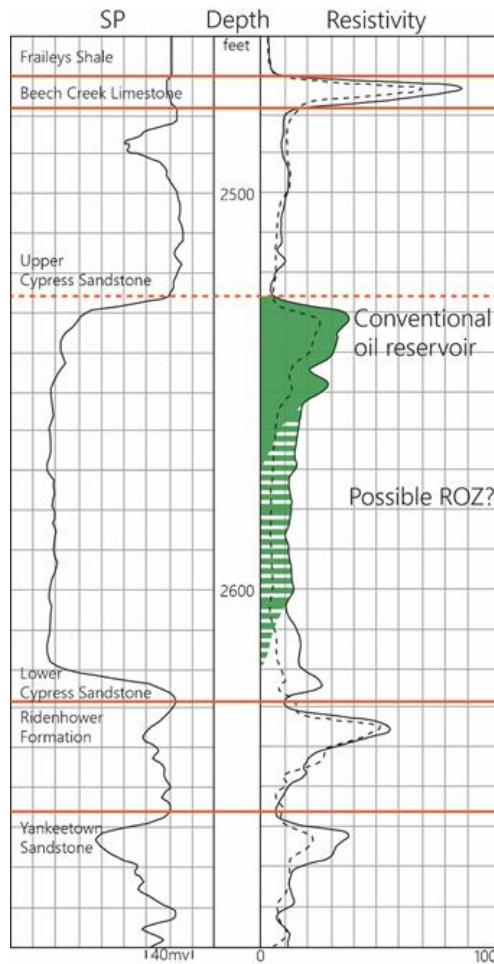 SP Depth Resistivity
feet
Fraileys Shale
Beech Creek Limestone
2500
Upper
Cypress Sandstone
Conventional
oil reservoir
Possible ROZ?
2600
Lower
Cypress Sandstone
Ridenhower
Formation
Yankeetown
Sandstone
40mv 0 100